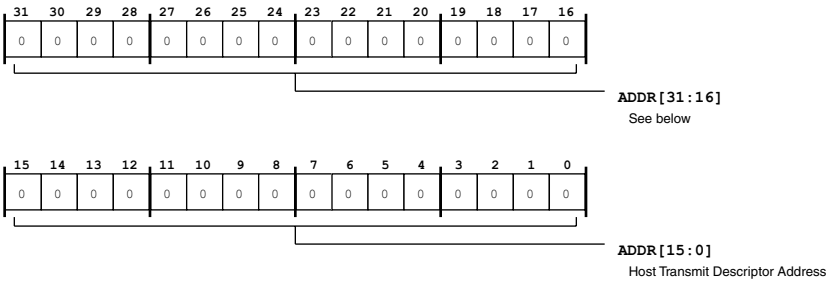 31 30 29 28 27 26 25 24 23 22 21 20 19 18 17 16
0 0 0 0 0 0 0 0 0 0 0 0 0 0 0 0
ADDR[31:16]
See below
15 14 13 12 11 10 9 8 7 6 5 4 3 2 1 0
0 0 0 0 0 0 0 0 0 0 0 0 0 0 0 0
ADDR[15:0]
Host Transmit Descriptor Address